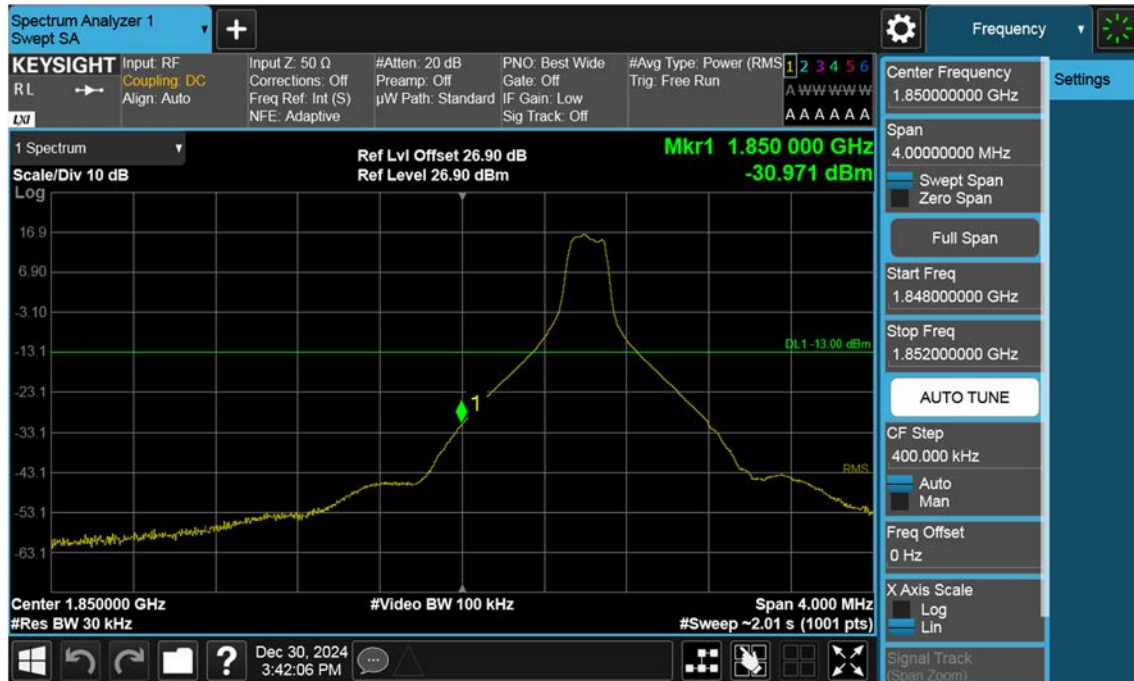 Spectrum Analyzer 1
Swept SA
Frequency
KEYSIGHT
RL
LXI
Input: RF
Coupling: DC
Align: Auto
Input Z: 50 Ω
Corrections: Off
Freq Ref: Int (S)
NFE: Adaptive
#Atten: 20 dB
Preamp: Off
µW Path: Standard
PNO: Best Wide
Gate: Off
IF Gain: Low
Sig Track: Off
#Avg Type: Power (RMS
Trig: Free Run
1 2 3 4 5 6
A W W W W W
A A A A A A
1 Spectrum
Scale/Div 10 dB
Ref Lvl Offset 26.90 dB
Ref Level 26.90 dBm
Mkr1 1.850 000 GHz
-30.971 dBm
Log
16.9
6.90
-3.10
-13.1
-23.1
-33.1
-43.1
-53.1
-63.1
DL1 -13.00 dBm
1
RMS
Center 1.850000 GHz
#Video BW 100 kHz
Span 4.000 MHz
#Res BW 30 kHz
#Sweep ~2.01 s (1001 pts)
Center Frequency
1.850000000 GHz
Settings
Span
4.00000000 MHz
Swept Span
Zero Span
Full Span
Start Freq
1.848000000 GHz
Stop Freq
1.852000000 GHz
AUTO TUNE
CF Step
400.000 kHz
Auto
Man
Freq Offset
0 Hz
X Axis Scale
Log
Lin
Signal Track
(Span Zoom)
?
Dec 30, 2024
3:42:06 PM